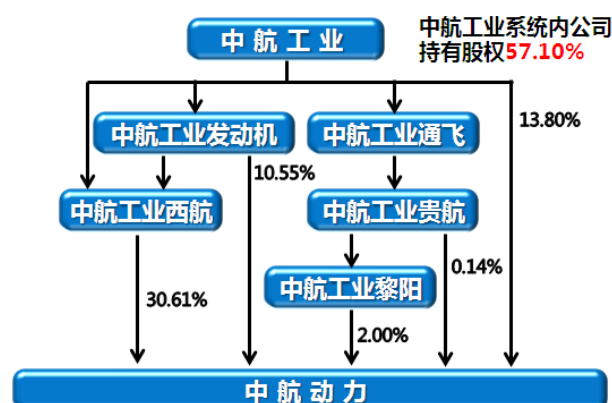 中航工业
中航工业系统内公司
持有股权57.10%
中航工业发动机
中航工业通飞
13.80%
10.55%
中航工业西航
中航工业贵航
0.14%
中航工业黎阳
30.61%
2.00%
中航动力